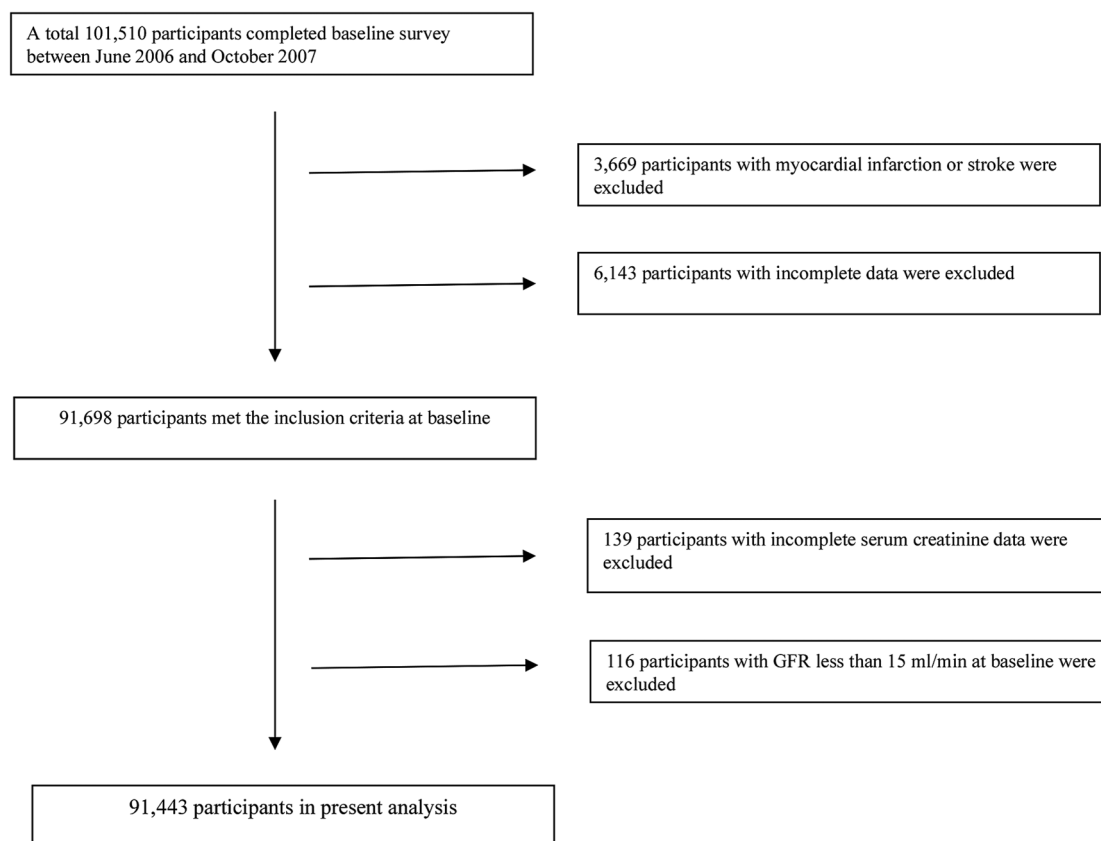 A total 101,510 participants completed baseline survey
between June 2006 and October 2007
3,669 participants with myocardial infarction or stroke were
excluded
6,143 participants with incomplete data were excluded
91,698 participants met the inclusion criteria at baseline
139 participants with incomplete serum creatinine data were
excluded
116 participants with GFR less than 15 ml/min at baseline were
excluded
91,443 participants in present analysis